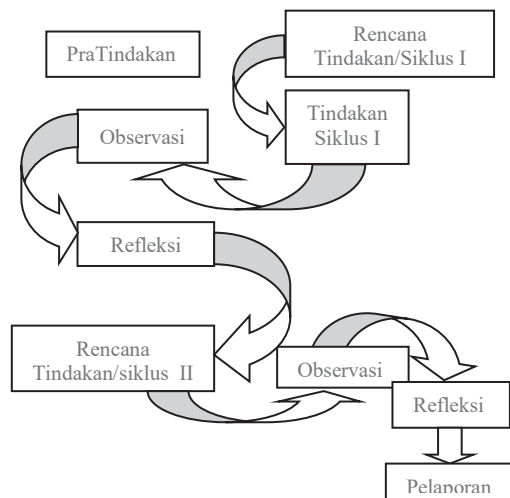 PraTindakan
Rencana
Tindakan/Siklus I
Tindakan
Siklus I
Observasi
Refleksi
Rencana
Tindakan/siklus II
Observasi
Refleksi
Pelaporan